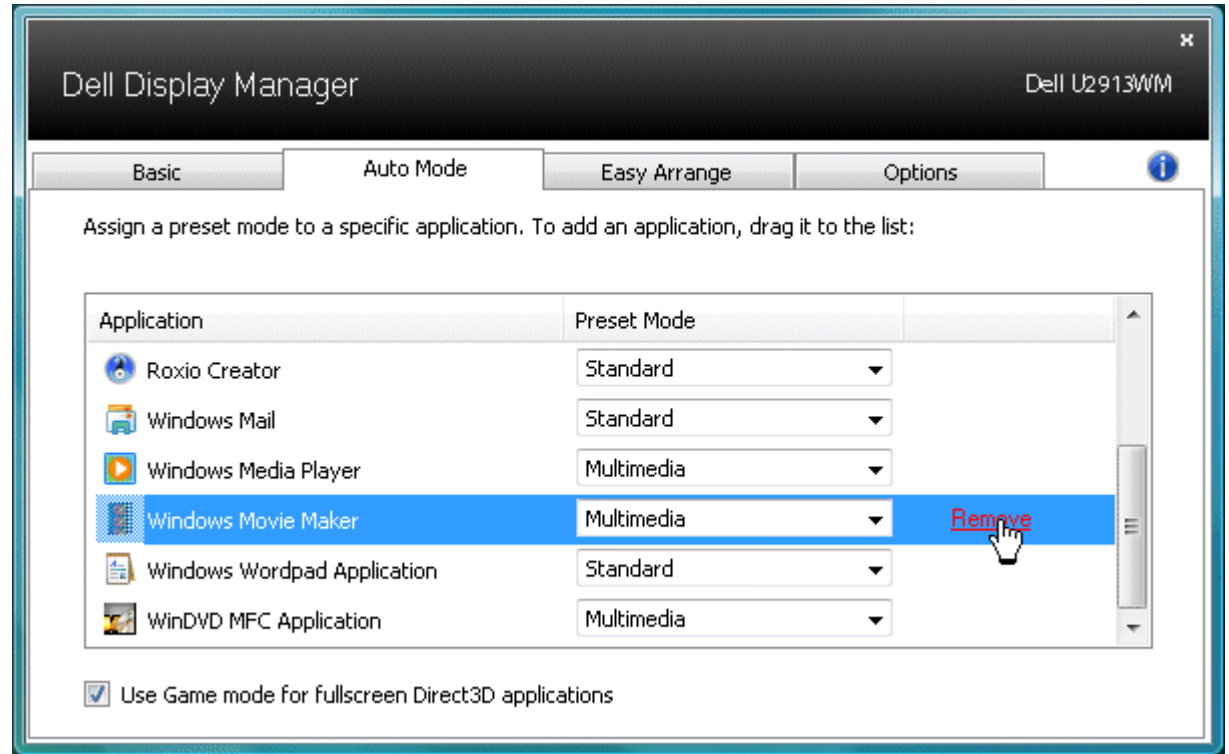 Dell Display Manager
Dell U2913WM
Basic
Auto Mode
Easy Arrange
Options
Assign a preset mode to a specific application. To add an application, drag it to the list:
Application Preset Mode
Roxio Creator Standard
Windows Mail Standard
Windows Media Player Multimedia
Windows Movie Maker Multimedia Remove
Windows Wordpad Application Standard
WinDVD MFC Application Multimedia
Use Game mode for fullscreen Direct3D applications